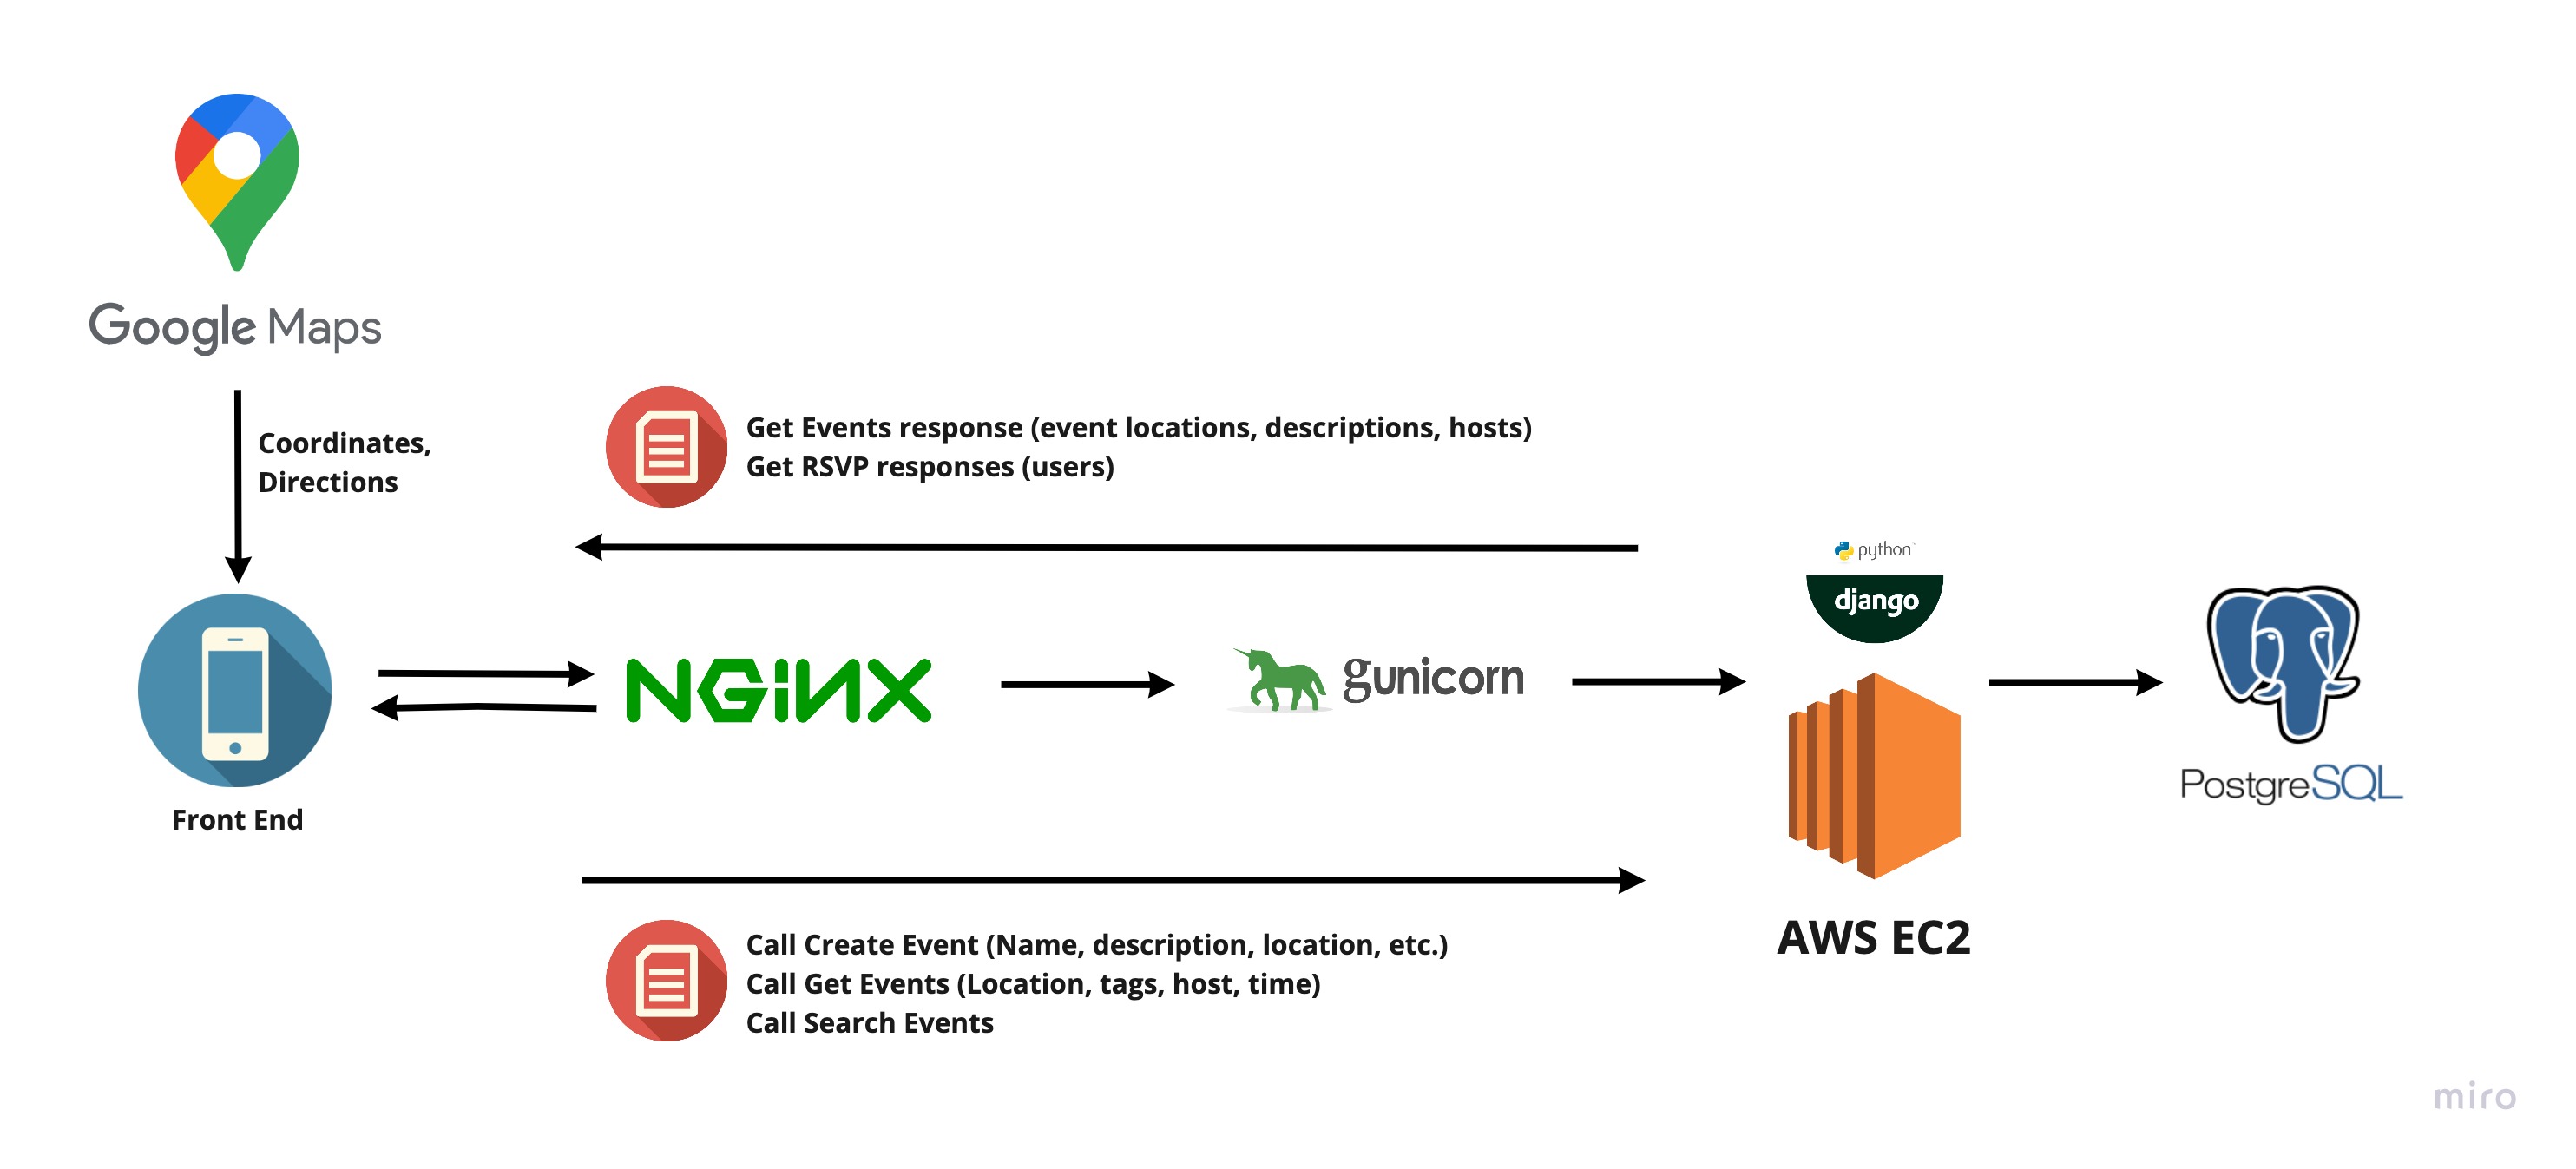 Google Maps
Coordinates,
Directions
Get Events response (event locations, descriptions, hosts)
Get RSVP responses (users)
python
django
NGiNX
gunicorn
PostgreSQL
Front End
AWS EC2
Call Create Event (Name, description, location, etc.)
Call Get Events (Location, tags, host, time)
Call Search Events
miro